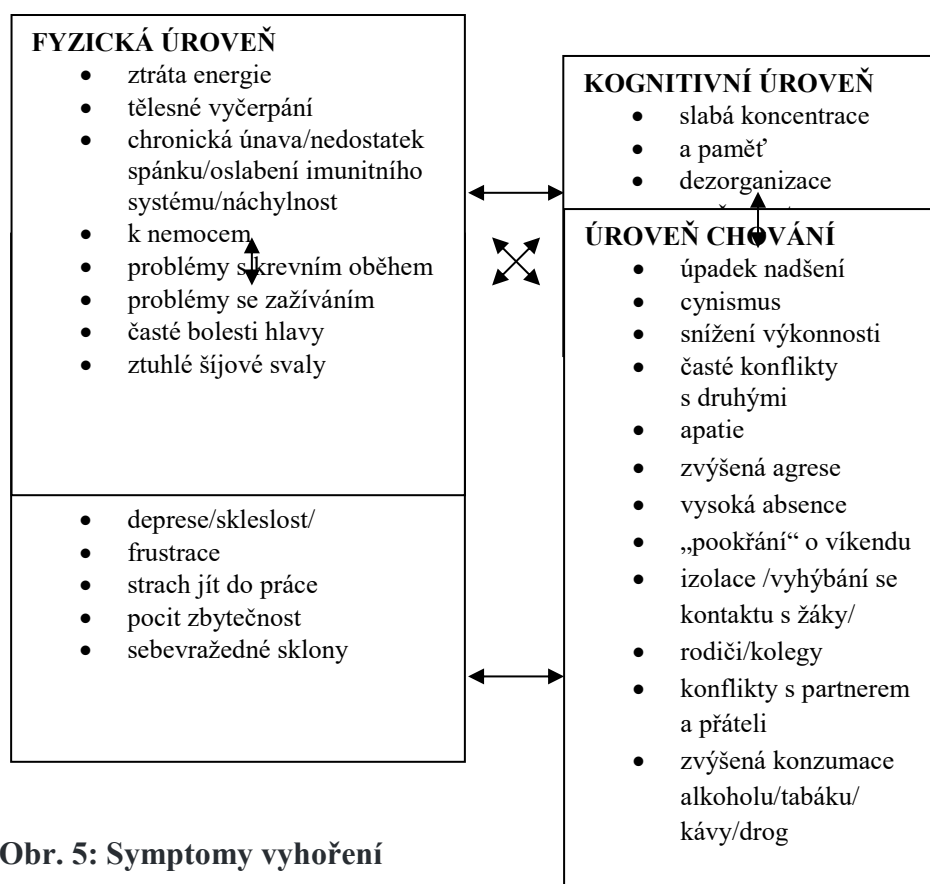 FYZICKÁ ÚROVEŇ
• ztráta energie
• tělesné vyčerpání
• chronická únava/nedostatek
spánku/oslabení imunitního
systému/náchylnost
• k nemocem
• problémy s krevním oběhem
• problémy se zažíváním
• časté bolesti hlavy
• ztuhlé šíjové svaly
• deprese/skleslost/
• frustrace
• strach jít do práce
• pocit zbytečnost
• sebevražedné sklony
KOGNITIVNÍ ÚROVEŇ
• slabá koncentrace
• a paměť
• dezorganizace
ÚROVEŇ CHOVÁNÍ
• úpadek nadšení
• cynismus
• snížení výkonnosti
• časté konflikty
s druhými
• apatie
• zvýšená agrese
• vysoká absence
• „pookřání“ o víkendu
• izolace /vyhýbání se
kontaktu s žáky/
• rodiči/kolegy
• konflikty s partnerem
a přáteli
• zvýšená konzumace
alkoholu/tabáku/
kávy/drog
Obr. 5: Symptomy vyhoření